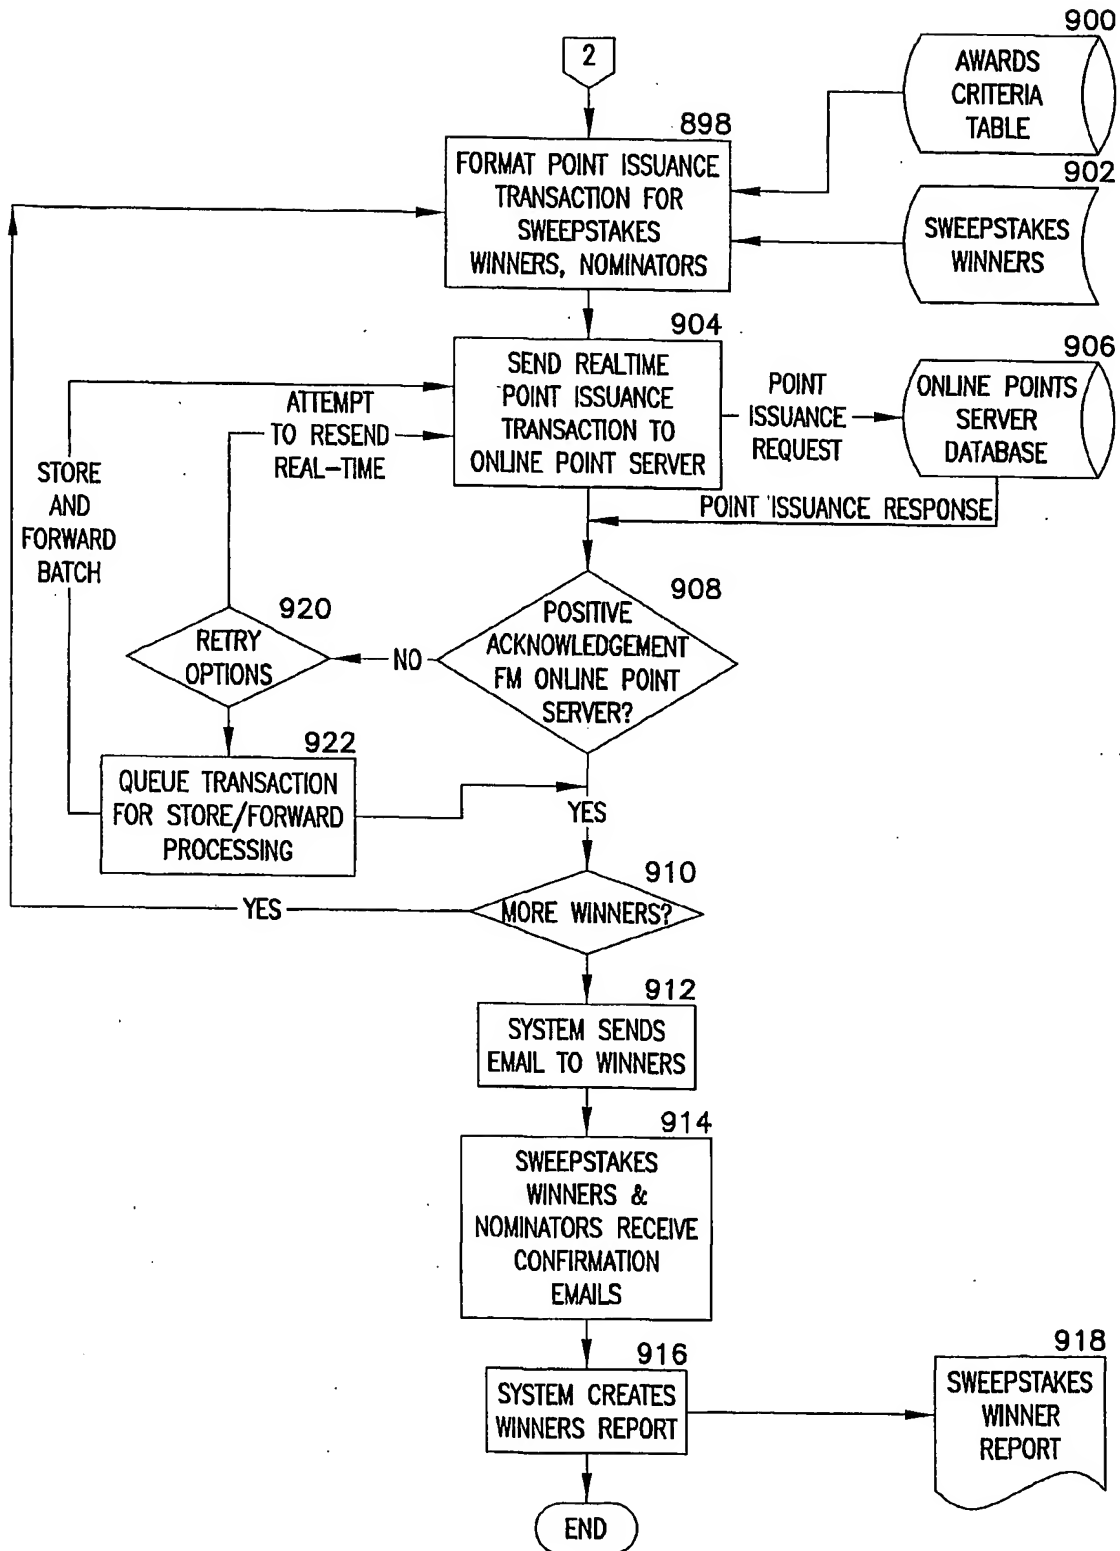 900
2
AWARDS
CRITERIA
TABLE
898
FORMAT POINT ISSUANCE
TRANSACTION FOR
SWEEPSTAKES
WINNERS, NOMINATORS
902
SWEEPSTAKES
WINNERS
904
SEND REALTIME
POINT ISSUANCE
TRANSACTION TO
ONLINE POINT SERVER
POINT
ISSUANCE
REQUEST
906
ONLINE POINTS
SERVER
DATABASE
ATTEMPT
TO RESEND
REAL-TIME
STORE
AND
FORWARD
BATCH
POINT ISSUANCE RESPONSE
908
POSITIVE
ACKNOWLEDGEMENT
FM ONLINE POINT
SERVER?
NO
920
RETRY
OPTIONS
922
QUEUE TRANSACTION
FOR STORE/FORWARD
PROCESSING
YES
910
MORE WINNERS?
YES
912
SYSTEM SENDS
EMAIL TO WINNERS
914
SWEEPSTAKES
WINNERS &
NOMINATORS RECEIVE
CONFIRMATION
EMAILS
916
SYSTEM CREATES
WINNERS REPORT
918
SWEEPSTAKES
WINNER
REPORT
END